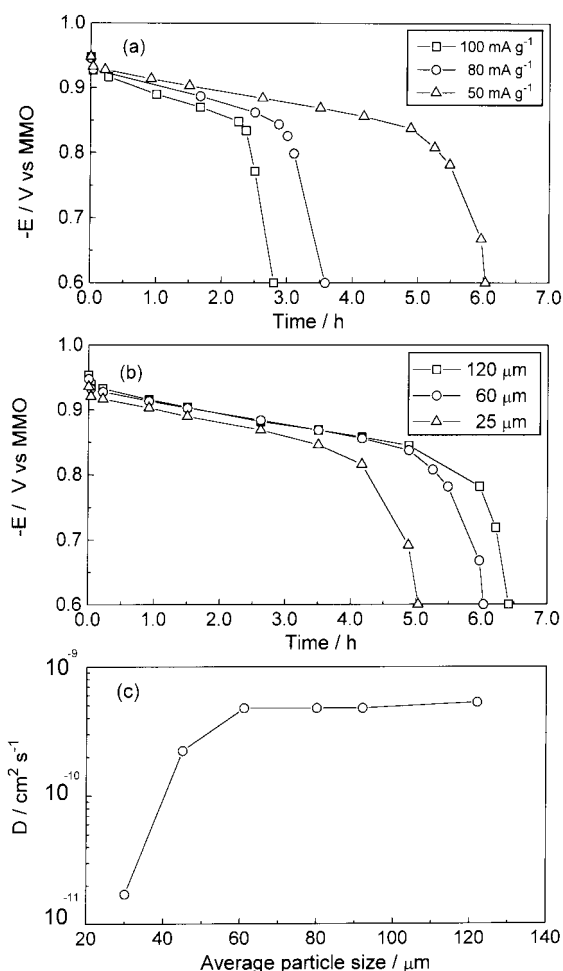 (a)
100 mA g⁻¹
80 mA g⁻¹
50 mA g⁻¹
-E / V vs MMO
1.0
0.9
0.8
0.7
0.6
0.0 1.0 2.0 3.0 4.0 5.0 6.0 7.0
Time / h
(b)
120 μm
60 μm
25 μm
-E / V vs MMO
1.0
0.9
0.8
0.7
0.6
0.0 1.0 2.0 3.0 4.0 5.0 6.0 7.0
Time / h
(c)
D / cm² s⁻¹
10⁻⁹
10⁻¹⁰
10⁻¹¹
20 40 60 80 100 120 140
Average particle size / μm